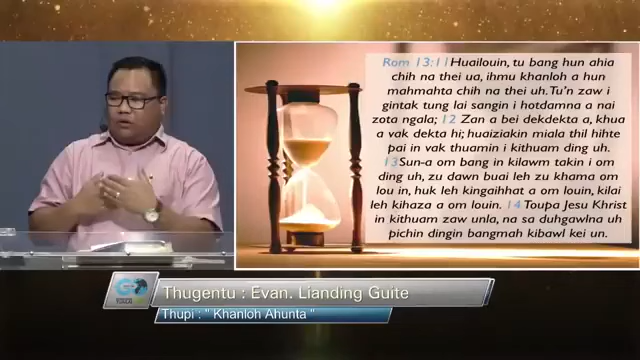 Rom 13:11Huailouin, tu bang hun ahia
chih na thei ua, ihmu khanloh a hun
mahmahta chih na thei uh. Tu'n zaw i
gintak tung lai sangin i hotdamna a nai
zota ngala; 12 Zan a bei dekdekta a, khua
a vak dekta hi; huaiziakin miala thil hihte
pai in vak thuamin i kithuam ding uh.
13Sun-a om bang in kilawm takin i om
ding uh, zu dawn buai leh zu khama om
lou in, huk leh kingaihhat a om louin, kilai
leh kihaza a om louin. 14 Toupa Jesu Khrist
in kithuam zaw unla, na sa duhgawlna uh
pichin dingin bangmah kibawl kei un.
Thugentu : Evan. Lianding Guite
Thupi : " Khanloh Ahunta "